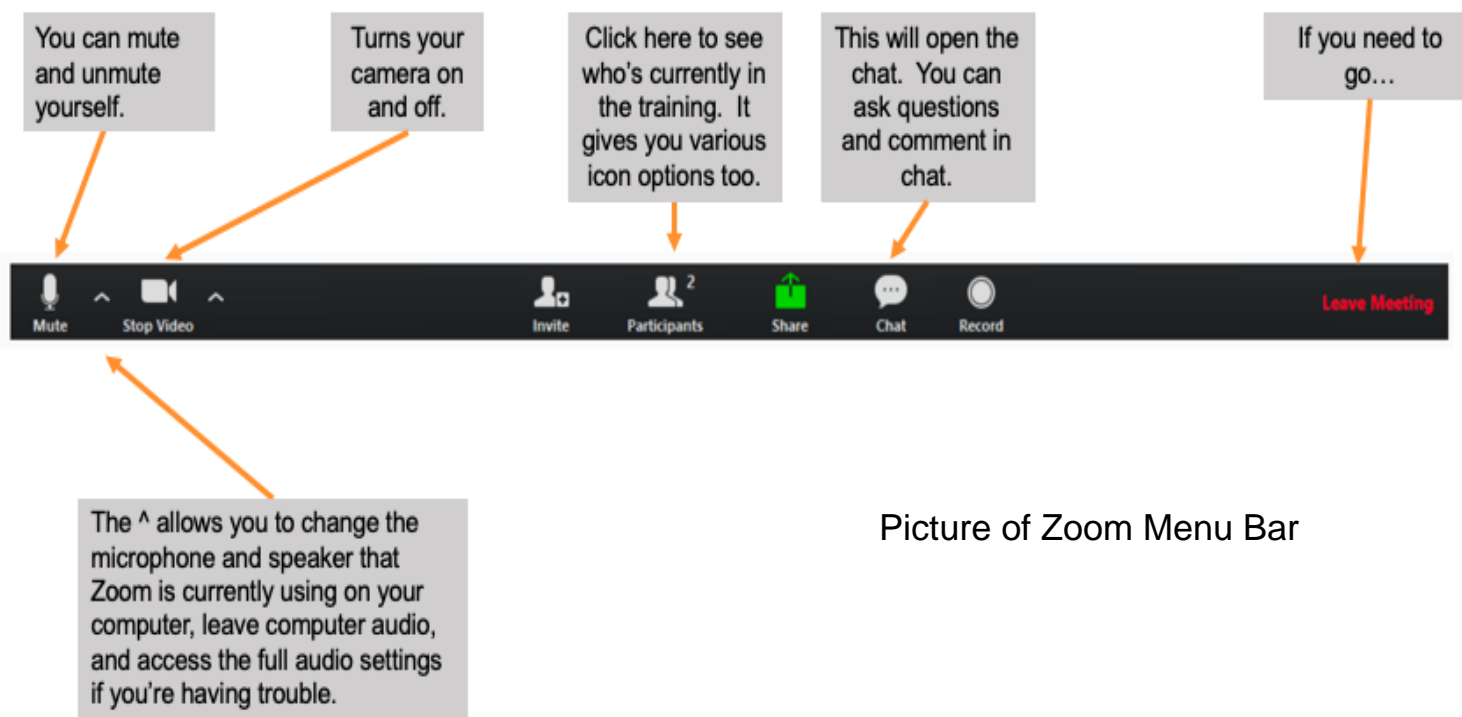 You can mute
and unmute
yourself.
Turns your
camera on
and off.
Click here to see
who's currently in
the training.  It
gives you various
icon options too.
This will open the
chat.  You can
ask questions
and comment in
chat.
If you need to
go…
Mute
^
Stop Video
^
Invite
Participants
2
Share
Chat
Record
Leave Meeting
The ^ allows you to change the
microphone and speaker that
Zoom is currently using on your
computer, leave computer audio,
and access the full audio settings
if you're having trouble.
Picture of Zoom Menu Bar